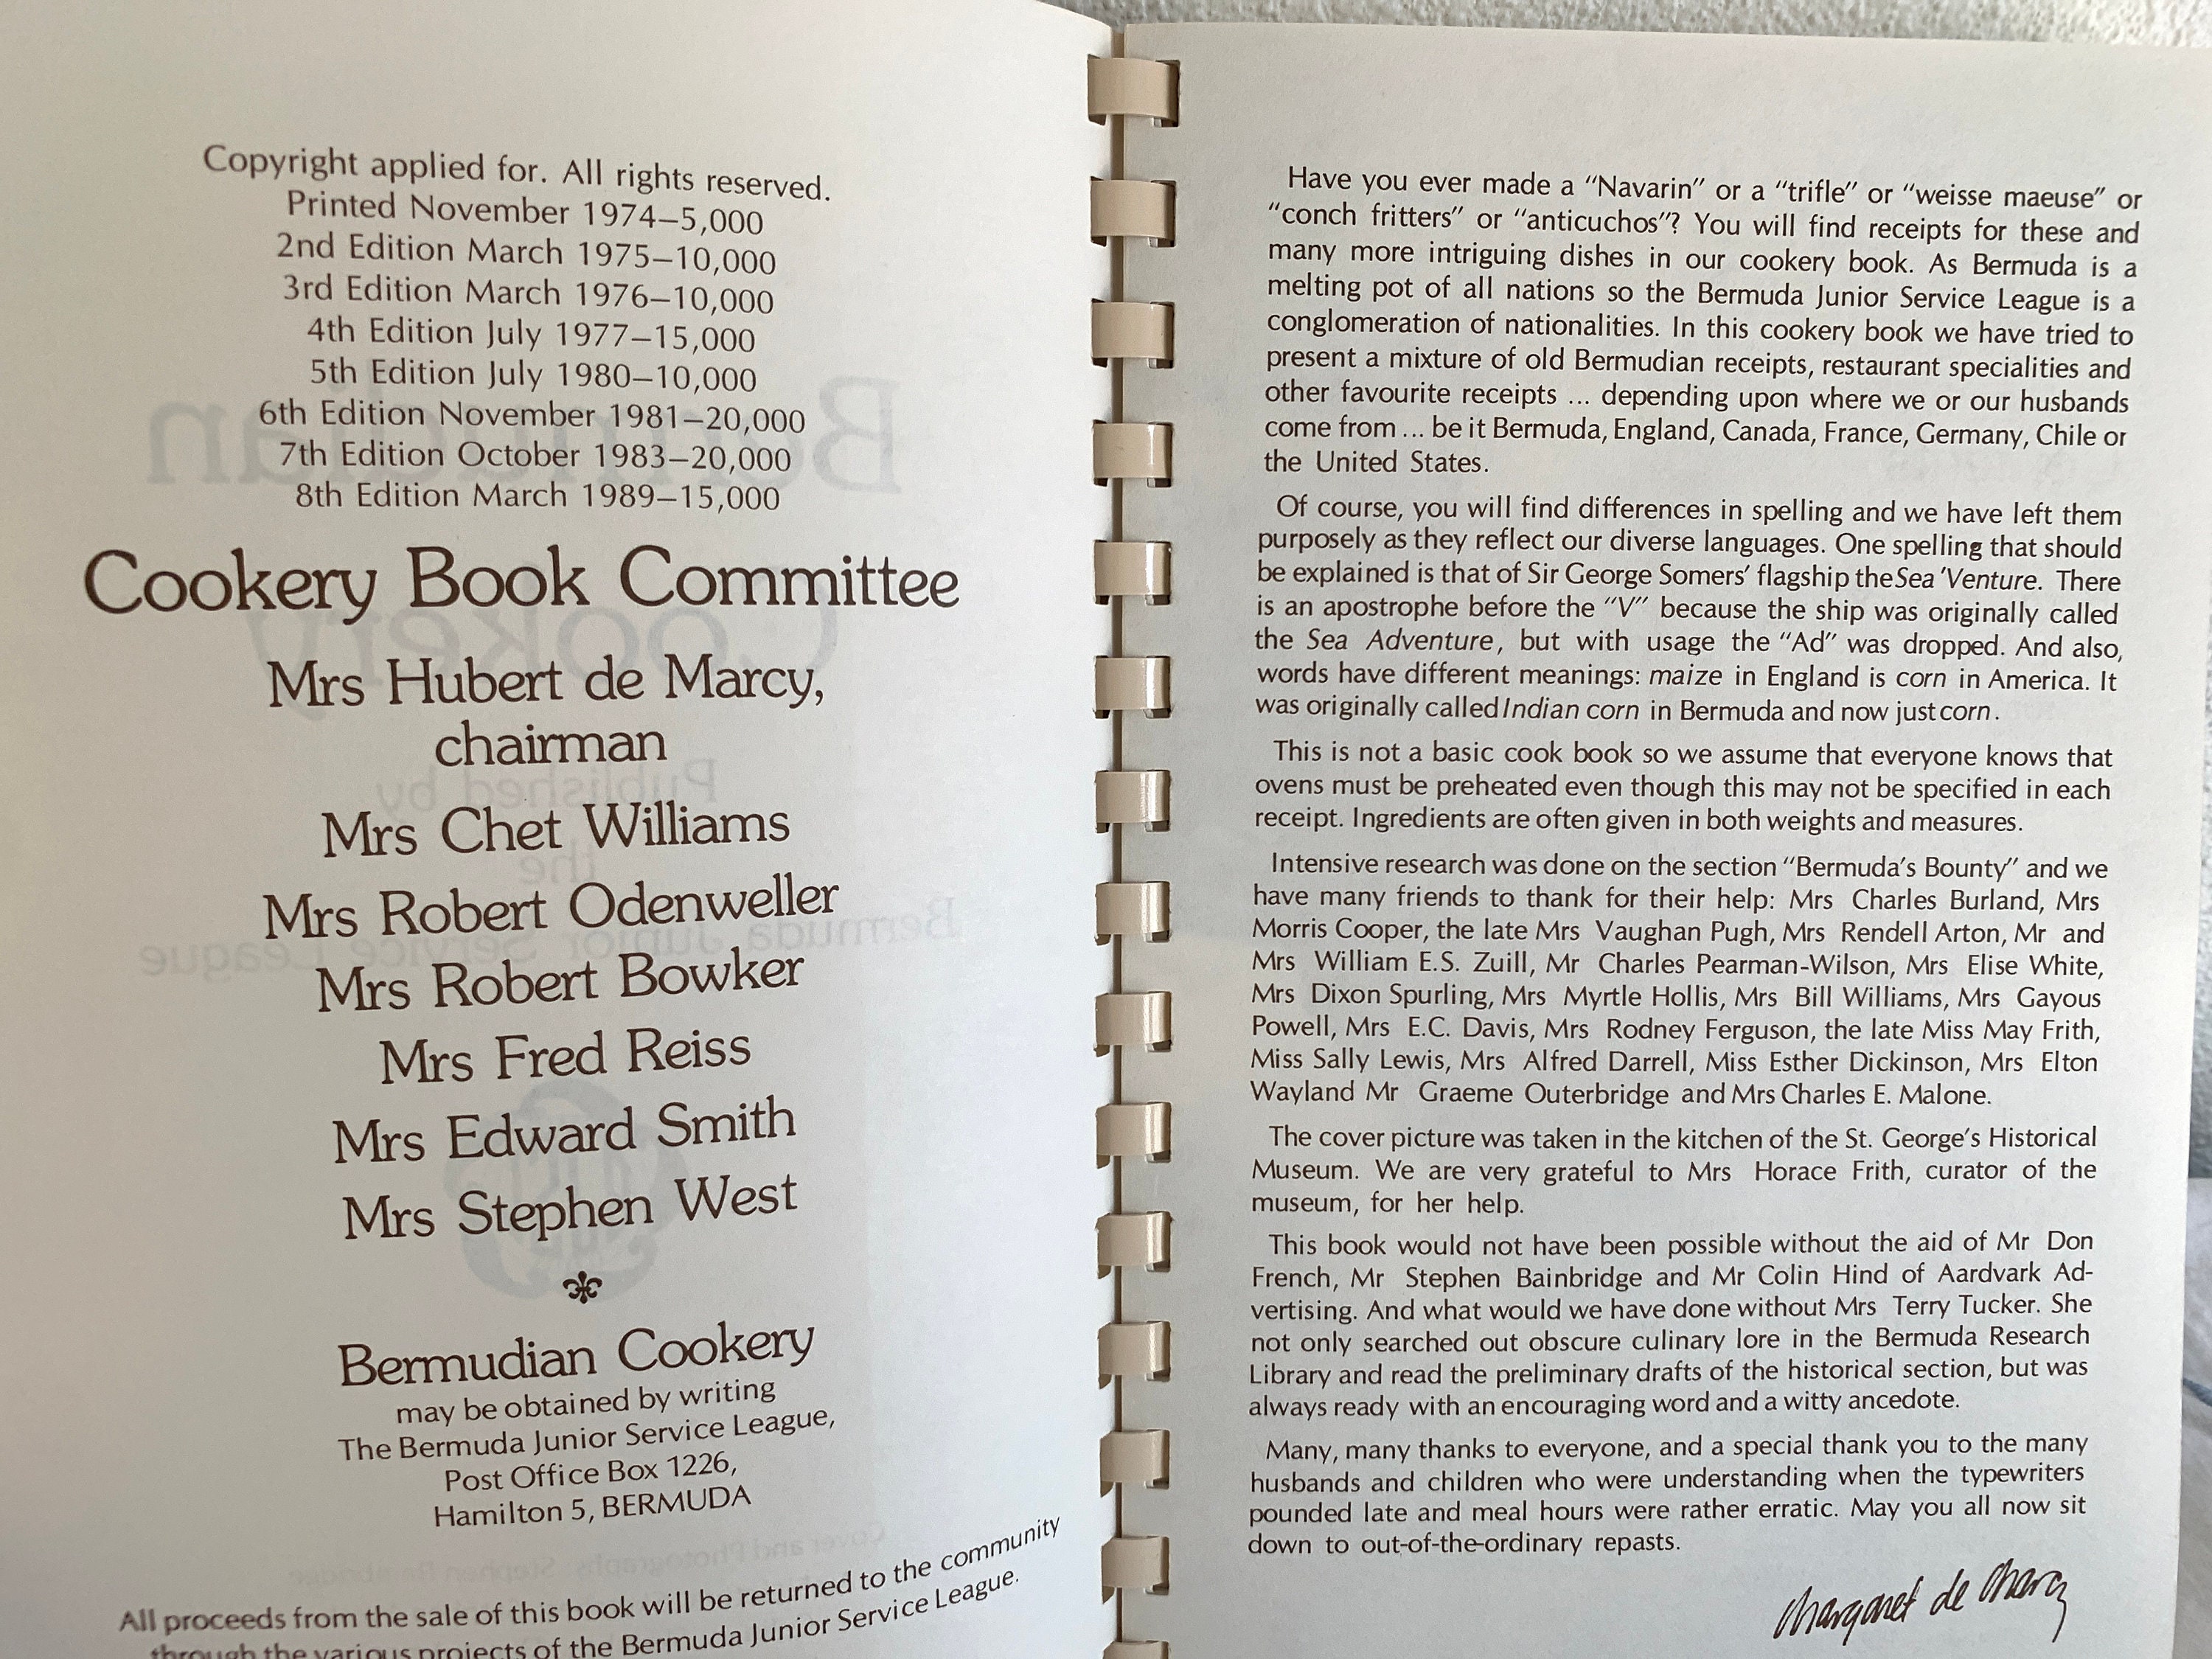 Copyright applied for. All rights reserved.
Printed November 1974–5,000
2nd Edition March 1975–10,000
3rd Edition March 1976–10,000
4th Edition July 1977–15,000
5th Edition July 1980–10,000
6th Edition November 1981–20,000
7th Edition October 1983–20,000
8th Edition March 1989–15,000
Cookery Book Committee
Mrs Hubert de Marcy,
chairman
Mrs Chet Williams
Mrs Robert Odenweller
Mrs Robert Bowker
Mrs Fred Reiss
Mrs Edward Smith
Mrs Stephen West
Bermudian Cookery
may be obtained by writing
The Bermuda Junior Service League,
Post Office Box 1226,
Hamilton 5, BERMUDA
All proceeds from the sale of this book will be returned to the community
through the various projects of the Bermuda Junior Service League.
Have you ever made a "Navarin" or a "trifle" or "weisse maeuse" or
"conch fritters" or "anticuchos"? You will find receipts for these and
many more intriguing dishes in our cookery book. As Bermuda is a
melting pot of all nations so the Bermuda Junior Service League is a
conglomeration of nationalities. In this cookery book we have tried to
present a mixture of old Bermudian receipts, restaurant specialities and
other favourite receipts ... depending upon where we or our husbands
come from ... be it Bermuda, England, Canada, France, Germany, Chile or
the United States.
Of course, you will find differences in spelling and we have left them
purposely as they reflect our diverse languages. One spelling that should
be explained is that of Sir George Somers' flagship the Sea 'Venture. There
is an apostrophe before the "V" because the ship was originally called
the Sea Adventure, but with usage the "Ad" was dropped. And also,
words have different meanings: maize in England is corn in America. It
was originally called Indian corn in Bermuda and now just corn.
This is not a basic cook book so we assume that everyone knows that
ovens must be preheated even though this may not be specified in each
receipt. Ingredients are often given in both weights and measures.
Intensive research was done on the section "Bermuda's Bounty" and we
have many friends to thank for their help: Mrs Charles Burland, Mrs
Morris Cooper, the late Mrs Vaughan Pugh, Mrs Rendell Arton, Mr and
Mrs William E.S. Zuill, Mr Charles Pearman-Wilson, Mrs Elise White,
Mrs Dixon Spurling, Mrs Myrtle Hollis, Mrs Bill Williams, Mrs Gayous
Powell, Mrs E.C. Davis, Mrs Rodney Ferguson, the late Miss May Frith,
Miss Sally Lewis, Mrs Alfred Darrell, Miss Esther Dickinson, Mrs Elton
Wayland Mr Graeme Outerbridge and Mrs Charles E. Malone.
The cover picture was taken in the kitchen of the St. George's Historical
Museum. We are very grateful to Mrs Horace Frith, curator of the
museum, for her help.
This book would not have been possible without the aid of Mr Don
French, Mr Stephen Bainbridge and Mr Colin Hind of Aardvark Ad-
vertising. And what would we have done without Mrs Terry Tucker. She
not only searched out obscure culinary lore in the Bermuda Research
Library and read the preliminary drafts of the historical section, but was
always ready with an encouraging word and a witty ancedote.
Many, many thanks to everyone, and a special thank you to the many
husbands and children who were understanding when the typewriters
pounded late and meal hours were rather erratic. May you all now sit
down to out-of-the-ordinary repasts.
Margaret de Marcy